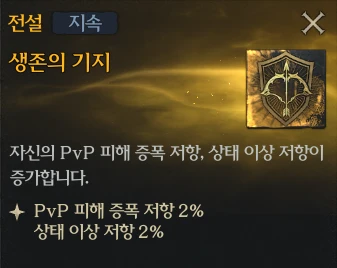 전설 지속
생존의 기지
자신의 PvP 피해 증폭 저항, 상태 이상 저항이
증가합니다.
PvP 피해 증폭 저항 2%
상태 이상 저항 2%